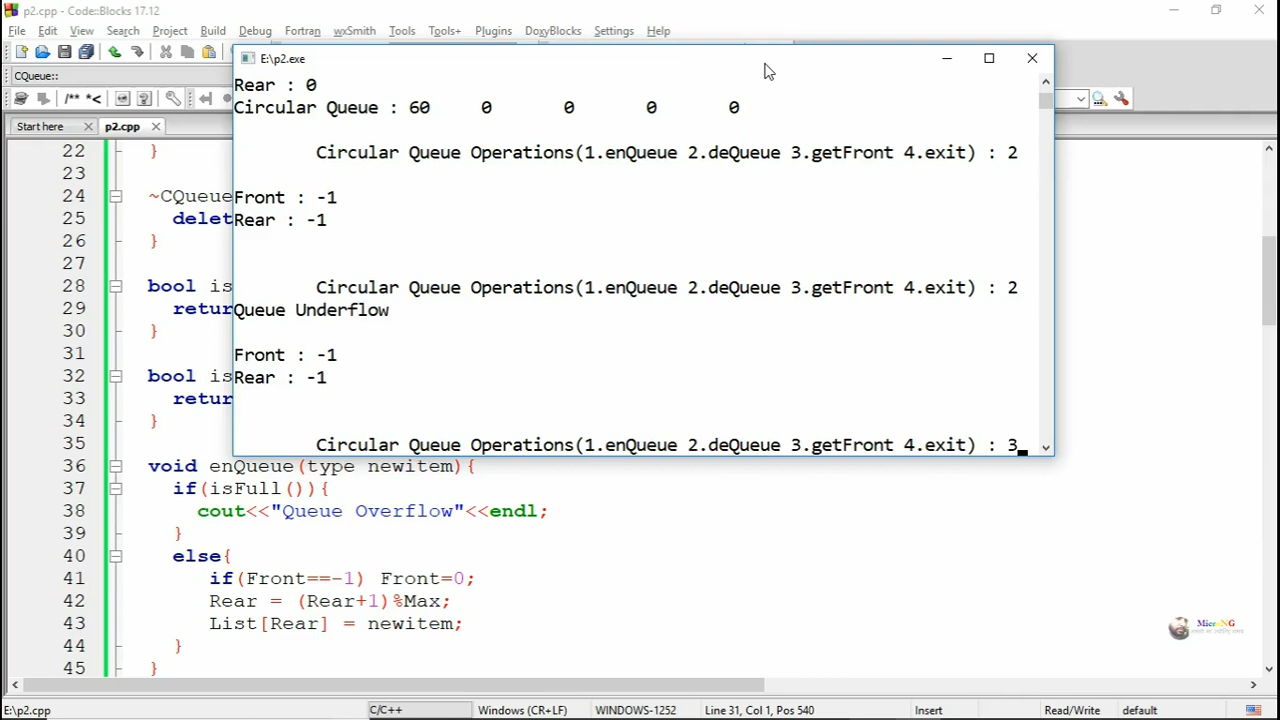 p2.cpp - Code::Blocks 17.12
File Edit View Search Project Build Debug Fortran wxSmith Tools Tools+ Plugins DoxyBlocks Settings Help
E:\p2.exe
CQueue::
/** *<
Start here
p2.cpp
Rear : 0
Circular Queue : 60 0 0 0 0
Circular Queue Operations(1.enQueue 2.deQueue 3.getFront 4.exit) : 2
Front : -1
Rear : -1
Circular Queue Operations(1.enQueue 2.deQueue 3.getFront 4.exit) : 2
Queue Underflow
Front : -1
Rear : -1
Circular Queue Operations(1.enQueue 2.deQueue 3.getFront 4.exit) : 3
22 }
23
24 ~CQueue
25 delet
26 }
27
28 bool is
29 retur
30 }
31
32 bool is
33 retur
34 }
35
36 void enQueue(type newitem){
37 if(isFull()){
38 cout<<"Queue Overflow"<<endl;
39 }
40 else{
41 if(Front==-1) Front=0;
42 Rear = (Rear+1)%Max;
43 List[Rear] = newitem;
44 }
45 }
MicroNG
E:\p2.cpp C/C++ Windows (CR+LF) WINDOWS-1252 Line 31, Col 1, Pos 540 Insert Read/Write default